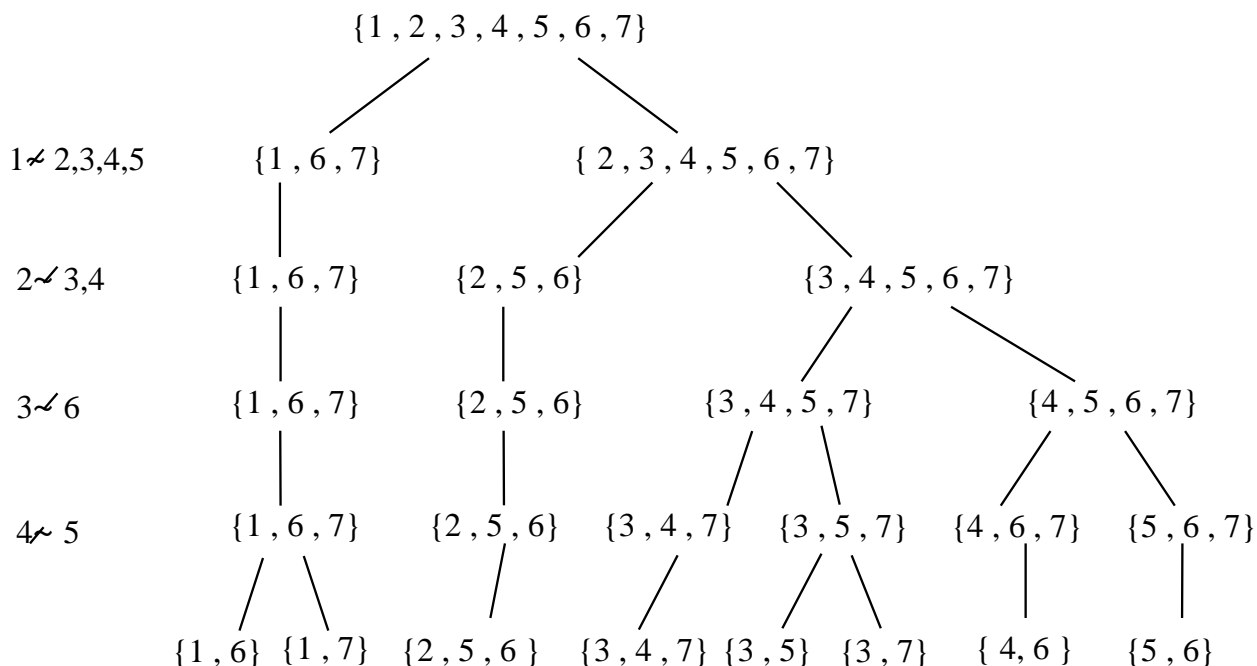 {1 , 2 , 3 , 4 , 5 , 6 , 7}
1≁ 2,3,4,5 {1 , 6 , 7} { 2 , 3 , 4 , 5 , 6 , 7}
2≁ 3,4 {1 , 6 , 7} {2 , 5 , 6} {3 , 4 , 5 , 6 , 7}
3≁ 6 {1 , 6 , 7} {2 , 5 , 6} {3 , 4 , 5 , 7} {4 , 5 , 6 , 7}
4≁ 5 {1 , 6 , 7} {2 , 5 , 6} {3 , 4 , 7} {3 , 5 , 7} {4 , 6 , 7} {5 , 6 , 7}
{1 , 6} {1 , 7} {2 , 5 , 6 } {3 , 4 , 7} {3 , 5} {3 , 7} { 4, 6 } {5 , 6}